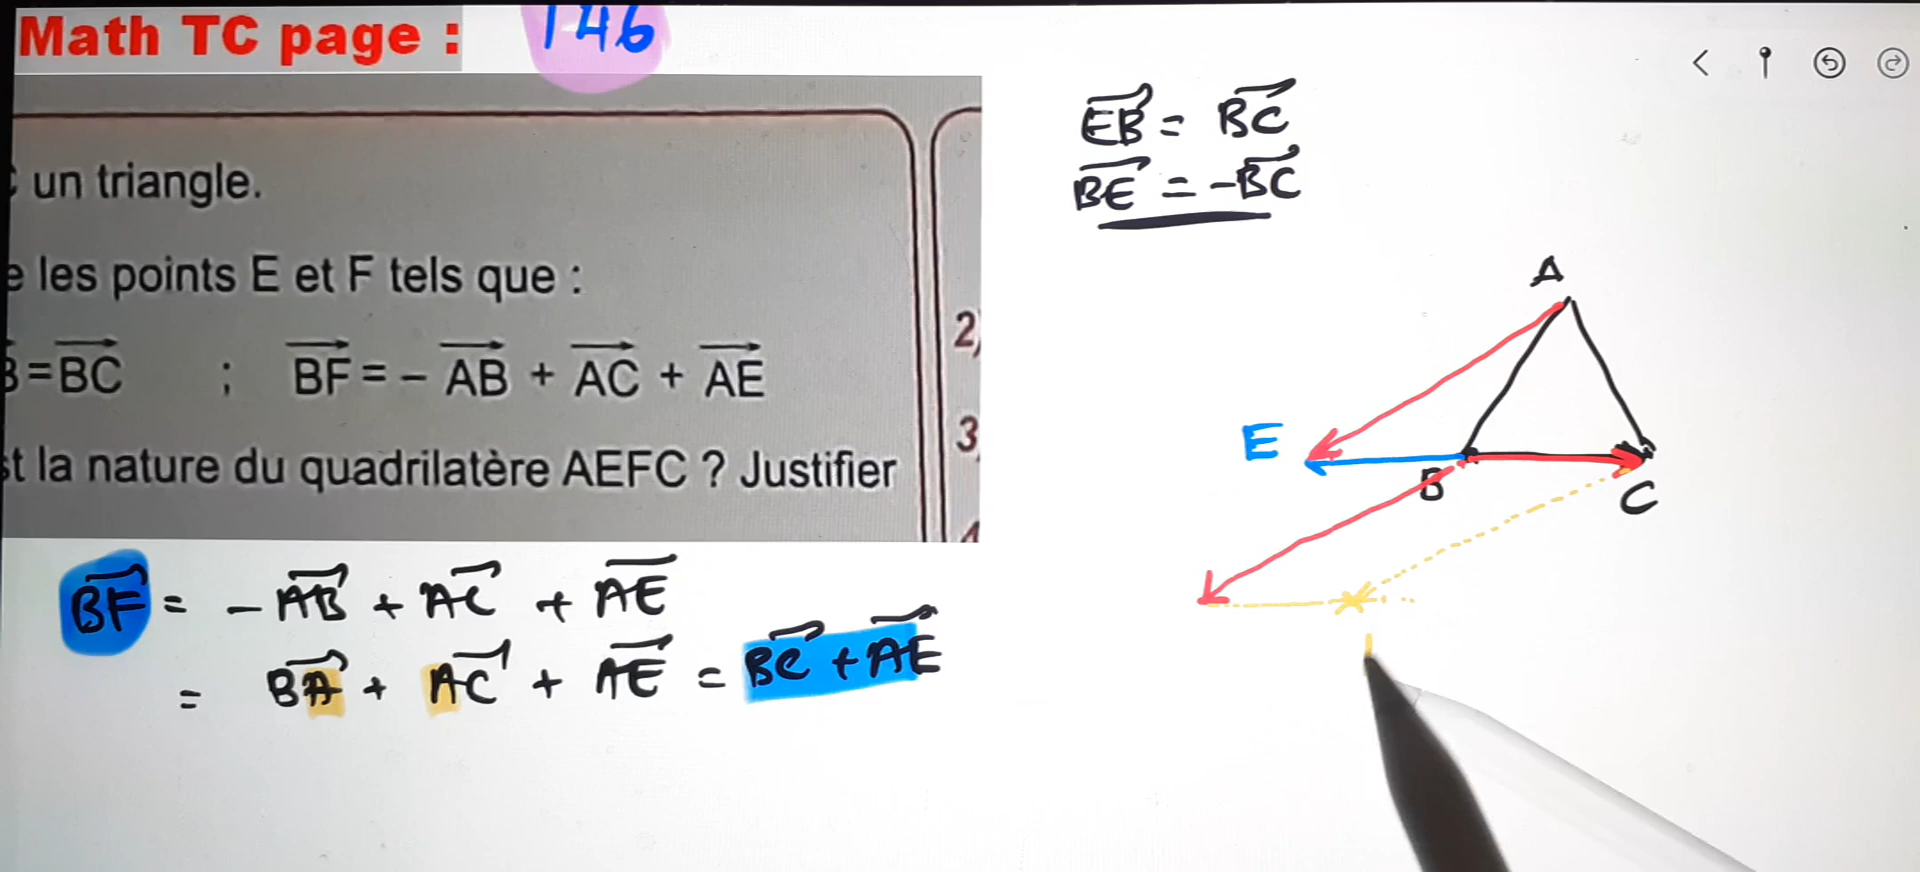 Math TC page : 146
un triangle.
les points E et F tels que :
=BC ; BF = - AB + AC + AE
la nature du quadrilatère AEFC ? Justifier
2)
3
EB = BC
BE = -BC
A
E
B
C
BF = - AB + AC + AE
= BA + AC + AE = BC + AE